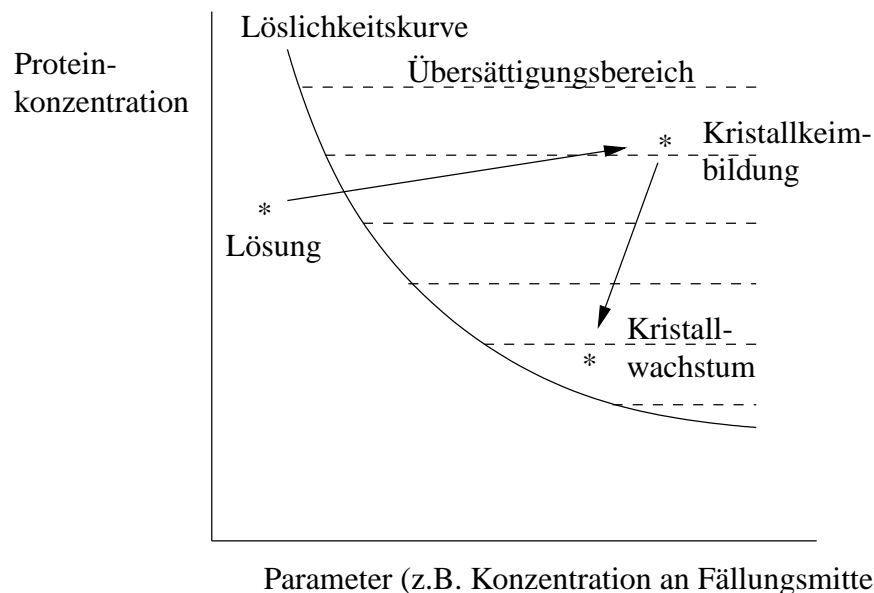 Löslichkeitskurve
Protein-
konzentration
Übersättigungsbereich
* Kristallkeim-
bildung
*
Lösung
Kristall-
* wachstum
Parameter (z.B. Konzentration an Fällungsmitte